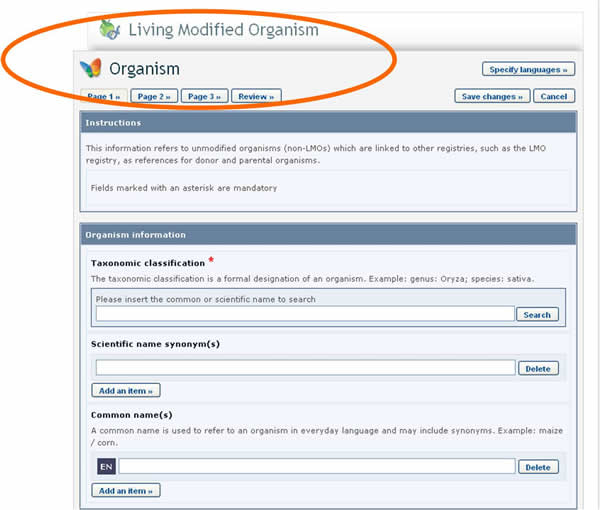 Living Modified Organism
Organism
Specify languages »
Page 1 » Page 2 » Page 3 » Review » Save changes » Cancel
Instructions
This information refers to unmodified organisms (non-LMOs) which are linked to other registries, such as the LMO
registry, as references for donor and parental organisms.
Fields marked with an asterisk are mandatory
Organism information
Taxonomic classification *
The taxonomic classification is a formal designation of an organism. Example: genus: Oryza; species: sativa.
Please insert the common or scientific name to search
Search
Scientific name synonym(s)
Delete
Add an item »
Common name(s)
A common name is used to refer to an organism in everyday language and may include synonyms. Example: maize
/ corn.
EN Delete
Add an item »